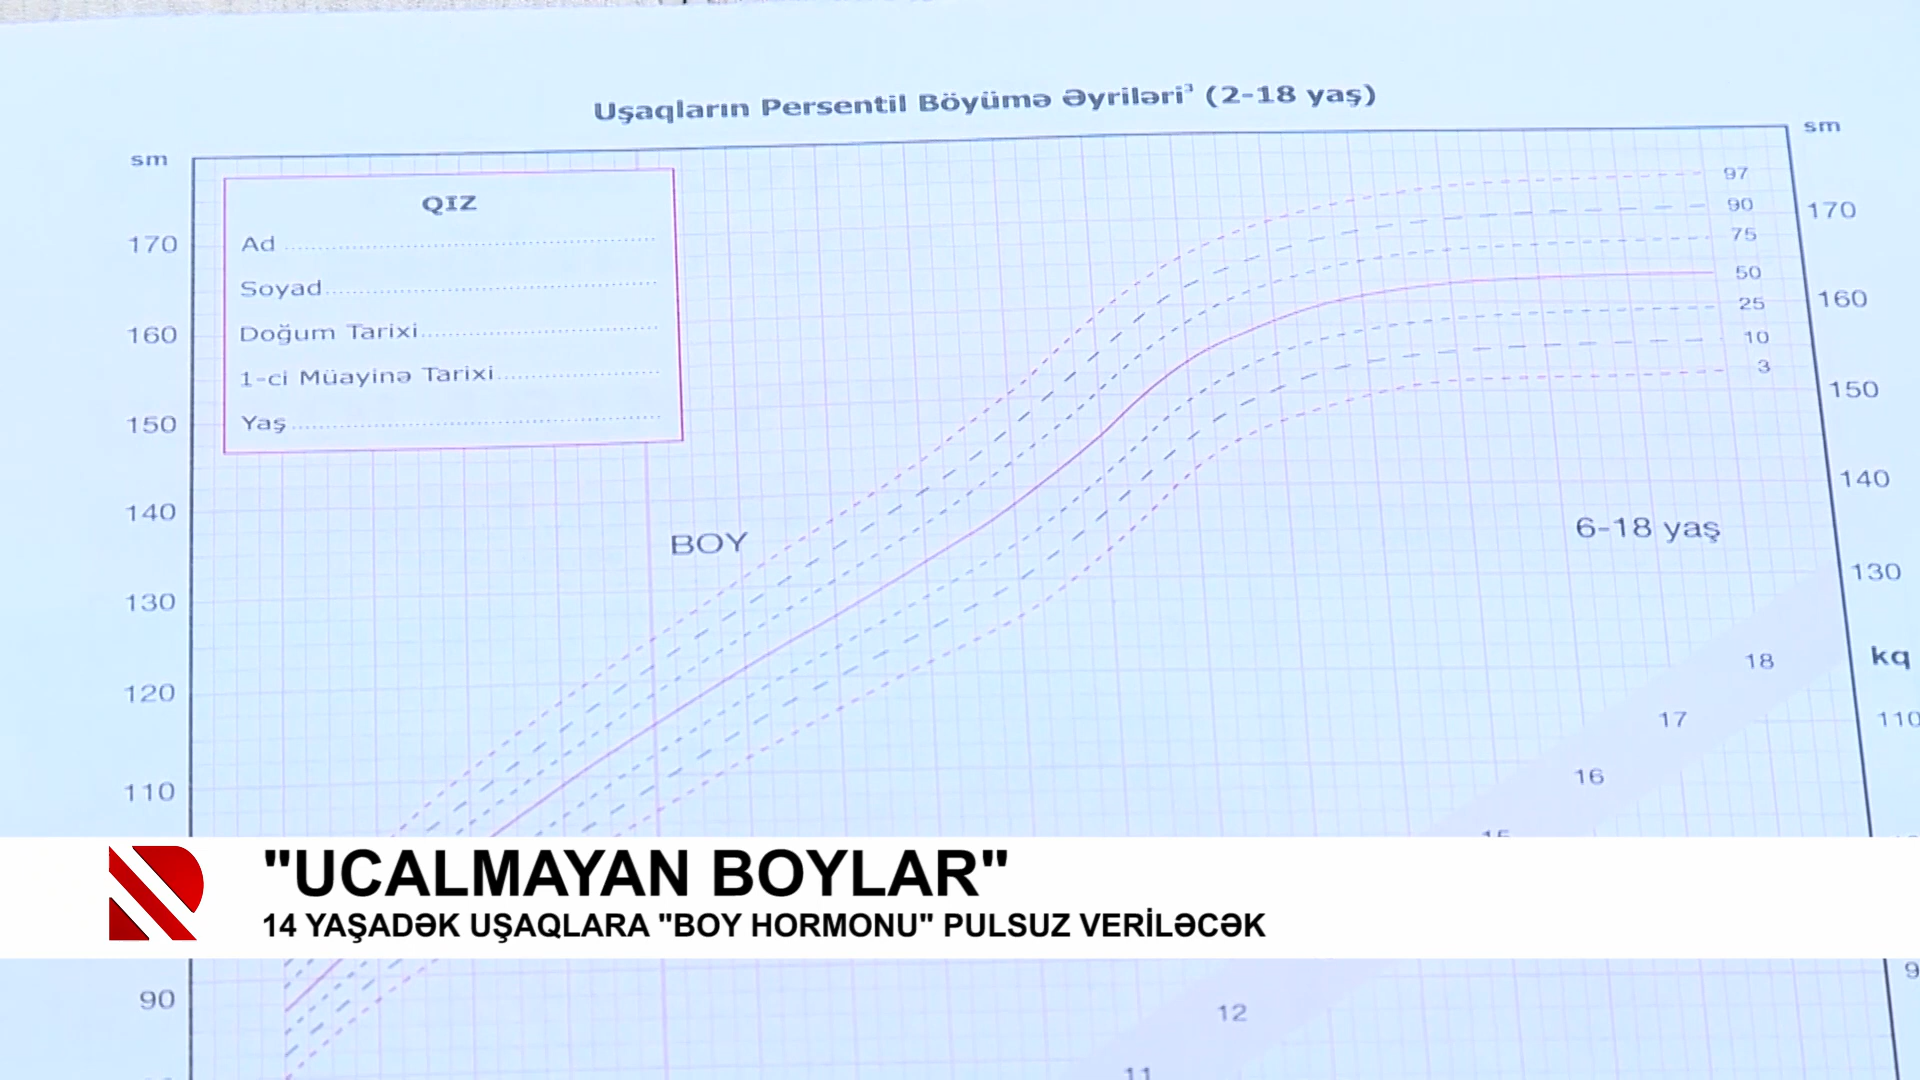 Uşaqların Persentil Böyümə Əyriləri³ (2-18 yaş)
sm
sm
QIZ
Ad
Soyad
Doğum Tarixi
1-ci Müayinə Tarixi
Yaş
170
160
150
140
130
120
110
90
97
90
75
50
25
10
3
170
160
150
140
130
kq
110
BOY
6-18 yaş
18
17
16
"UCALMAYAN BOYLAR"
14 YAŞADƏK UŞAQLARA "BOY HORMONU" PULSUZ VERİLƏCƏK
12
11